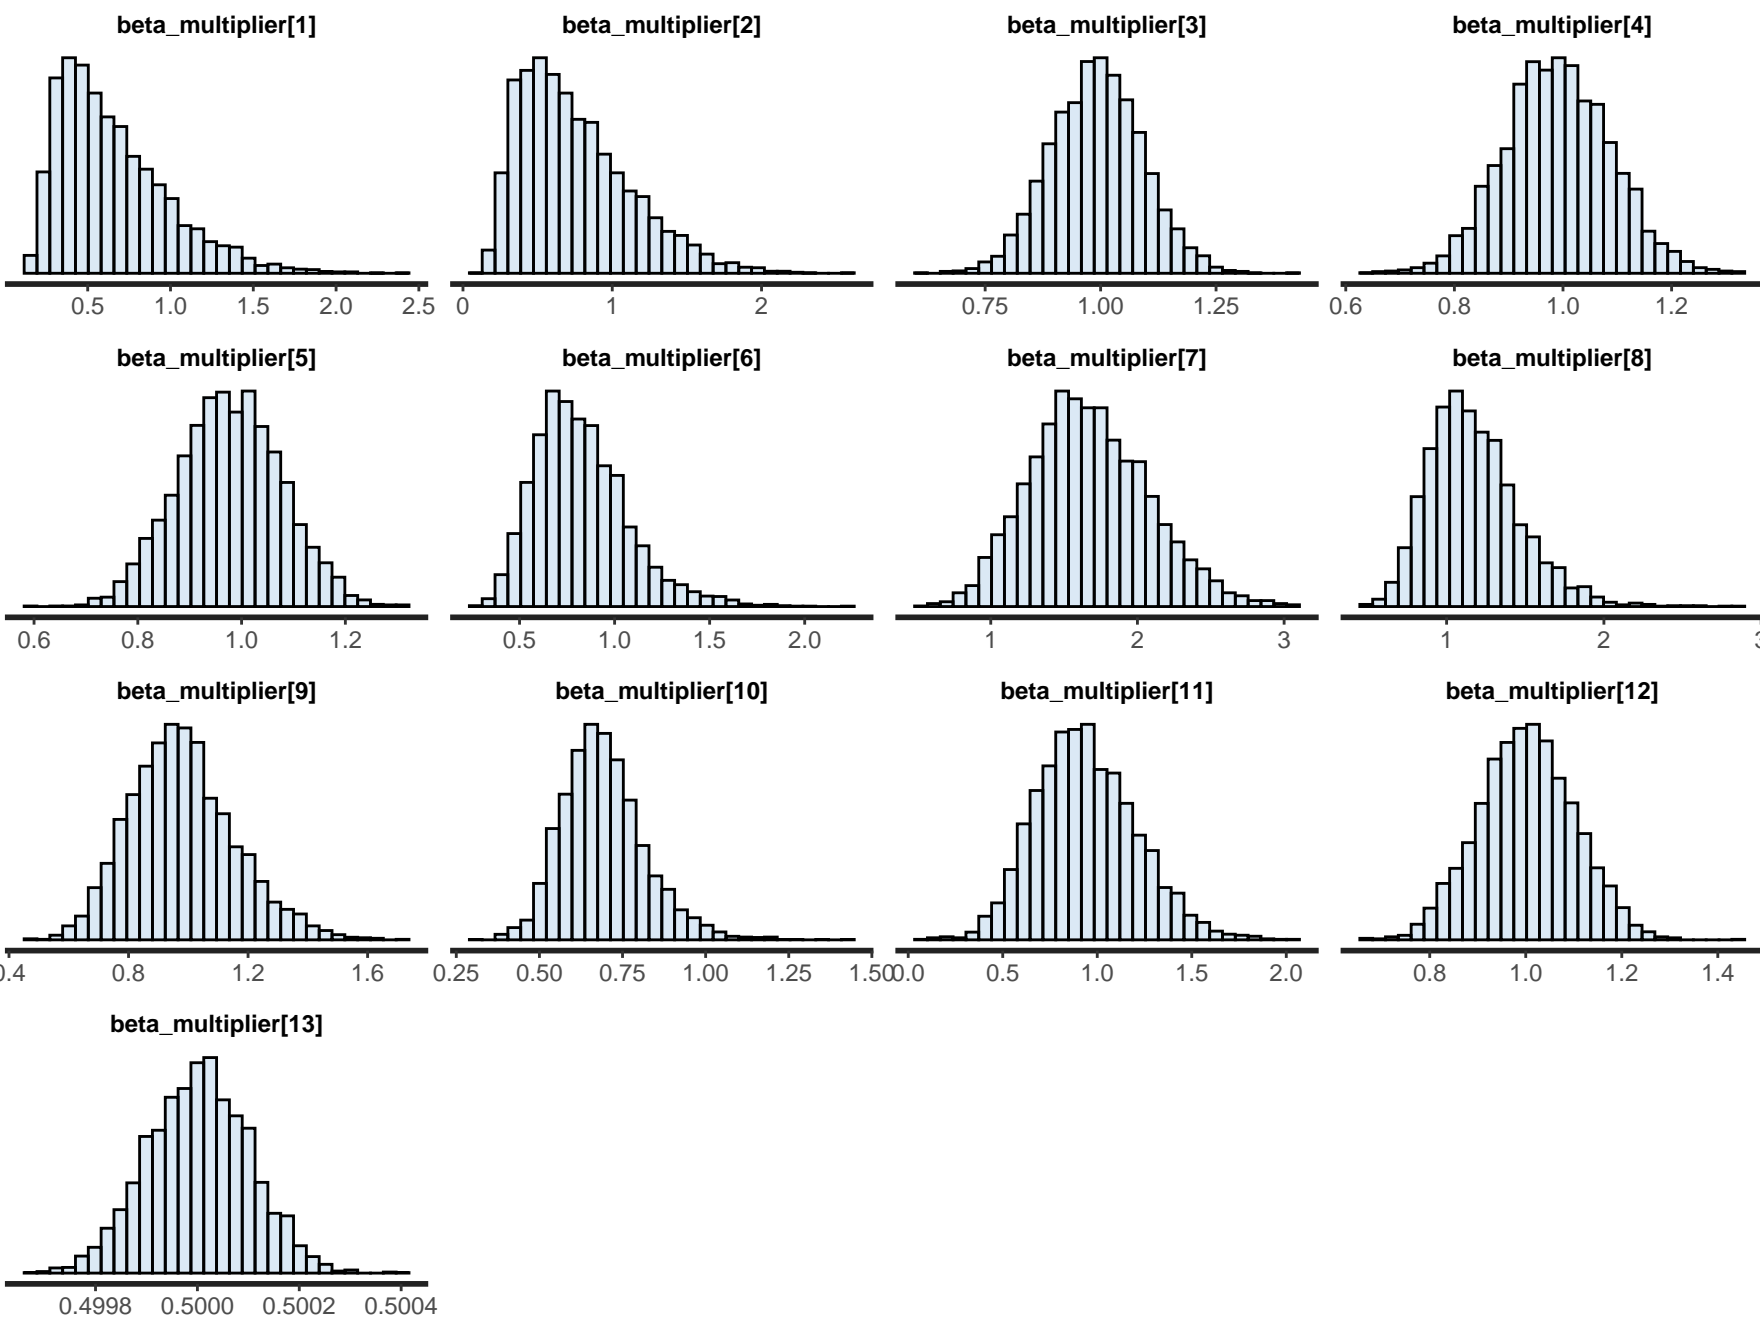 beta_multiplier[1] beta_multiplier[2] beta_multiplier[3] beta_multiplier[4]
0.5 1.0 1.5 2.0 2.5 0 1 2 0.75 1.00 1.25 0.6 0.8 1.0 1.2
beta_multiplier[5] beta_multiplier[6] beta_multiplier[7] beta_multiplier[8]
0.6 0.8 1.0 1.2 0.5 1.0 1.5 2.0 1 2 3 1 2
beta_multiplier[9] beta_multiplier[10] beta_multiplier[11] beta_multiplier[12]
0.4 0.8 1.2 1.6 0.25 0.50 0.75 1.00 1.25 1.50 0.0 0.5 1.0 1.5 2.0 0.8 1.0 1.2 1.4
beta_multiplier[13]
0.4998 0.5000 0.5002 0.5004